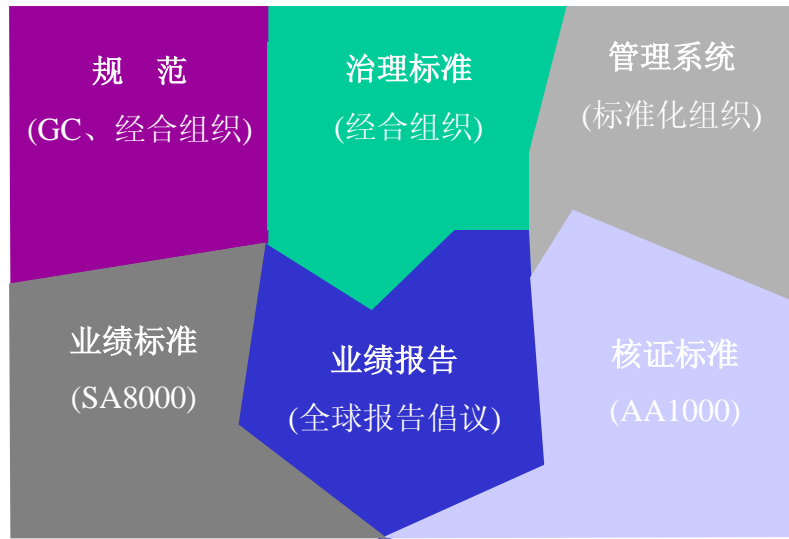 规 范
(GC、经合组织)
治理标准
(经合组织)
管理系统
(标准化组织)
业绩标准
(SA8000)
业绩报告
(全球报告倡议)
核证标准
(AA1000)